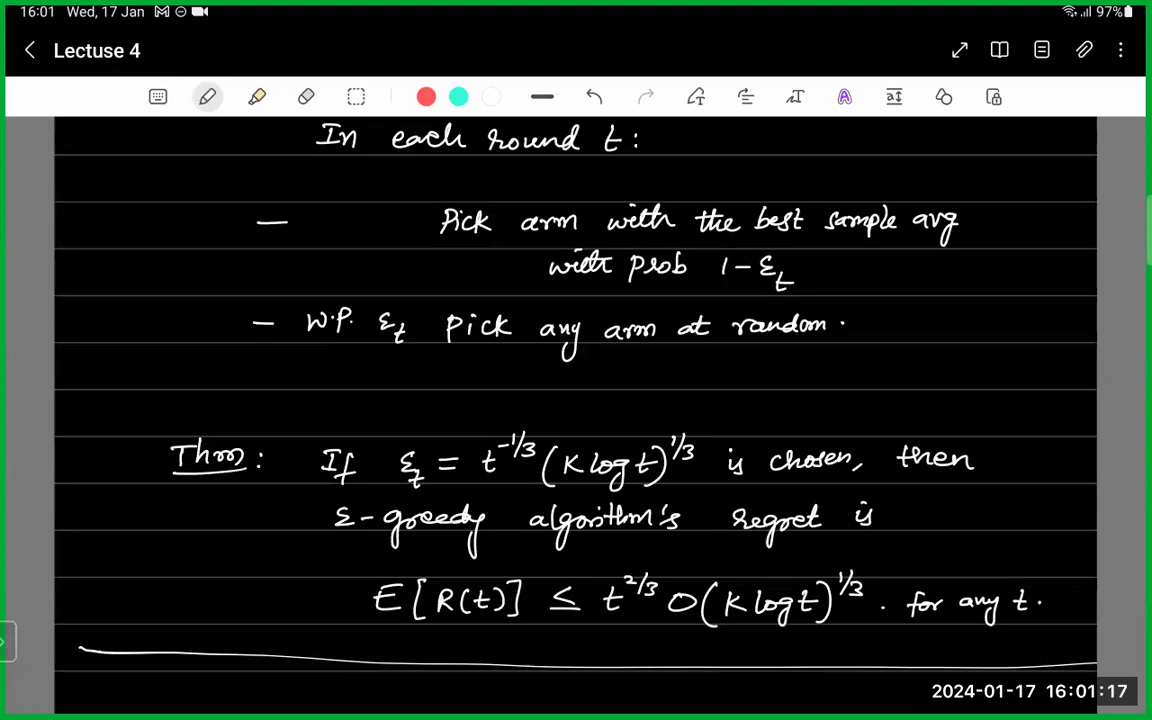 16:01 Wed, 17 Jan
97%
Lectuse 4
In each round t:
— Pick arm with the best sample avg
with prob 1-ε_t
— W.P. ε_t pick any arm at random.
Thm: If ε_t = t^{-1/3} (K log t)^{1/3} is chosen, then
ε-greedy algorithm's regret is
E[R(t)] ≤ t^{2/3} O(K log t)^{1/3}. for any t.
2024-01-17 16:01:17